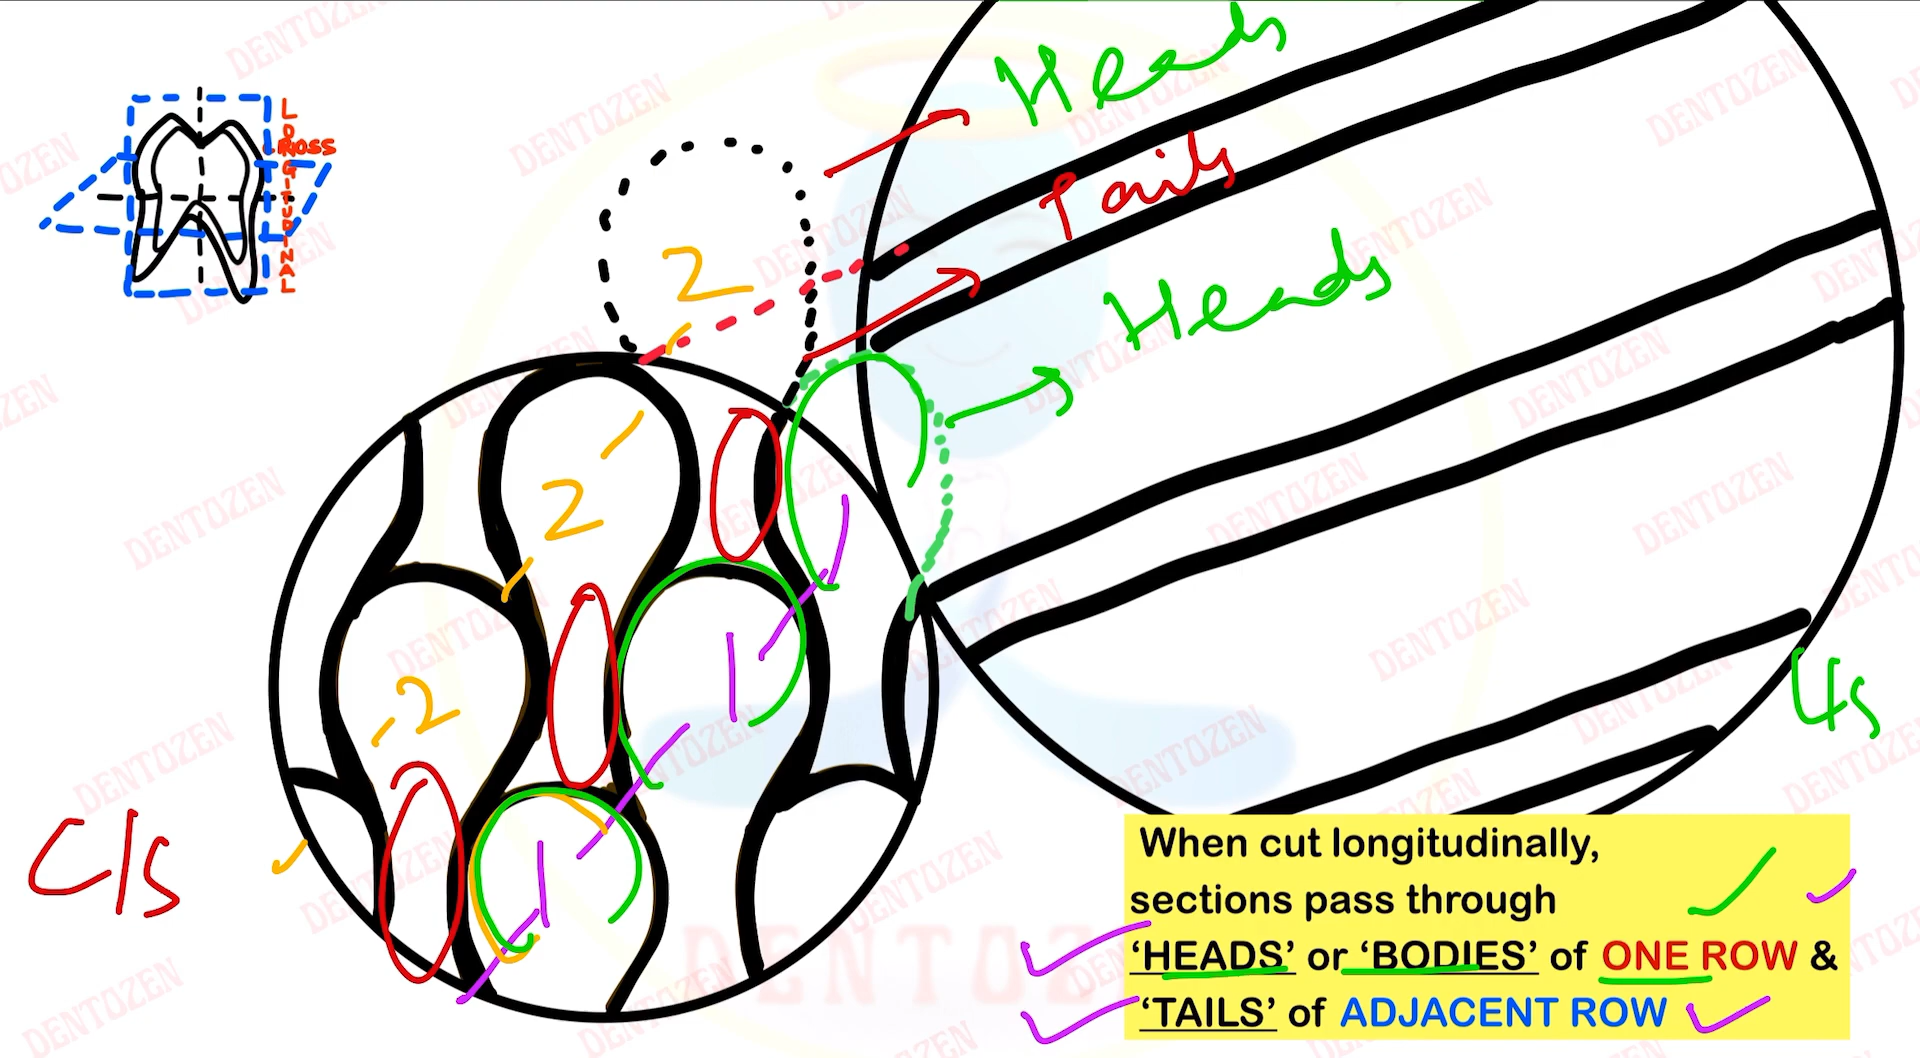 Heads
Tails
Heads
LONGITUDINAL
CROSS
2
2
2
1
1
C/s
L/s
When cut longitudinally,
sections pass through
‘HEADS’ or ‘BODIES’ of ONE ROW &
‘TAILS’ of ADJACENT ROW
DENTOZEN